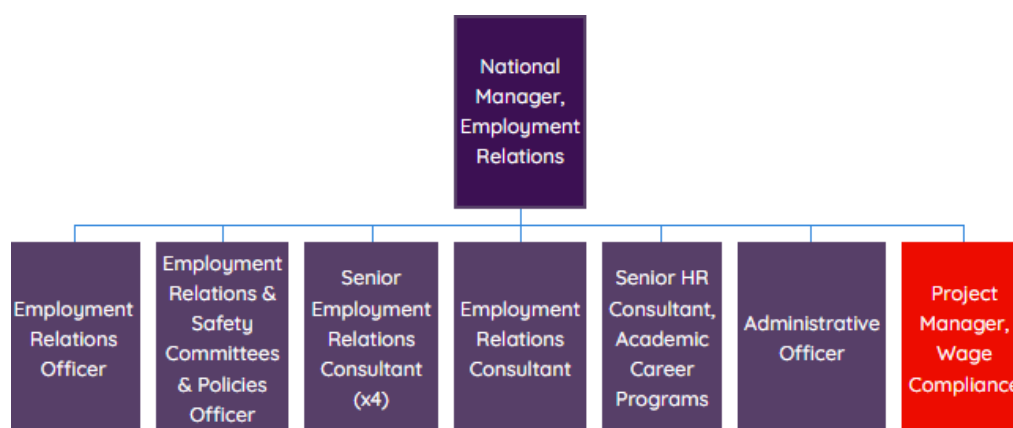 National
Manager,
Employment
Relations
Employment
Relations
Officer
Employment
Relations &
Safety
Committees
& Policies
Officer
Senior
Employment
Relations
Consultant
(x4)
Employment
Relations
Consultant
Senior HR
Consultant,
Academic
Career
Programs
Administrative
Officer
Project
Manager,
Wage
Compliance